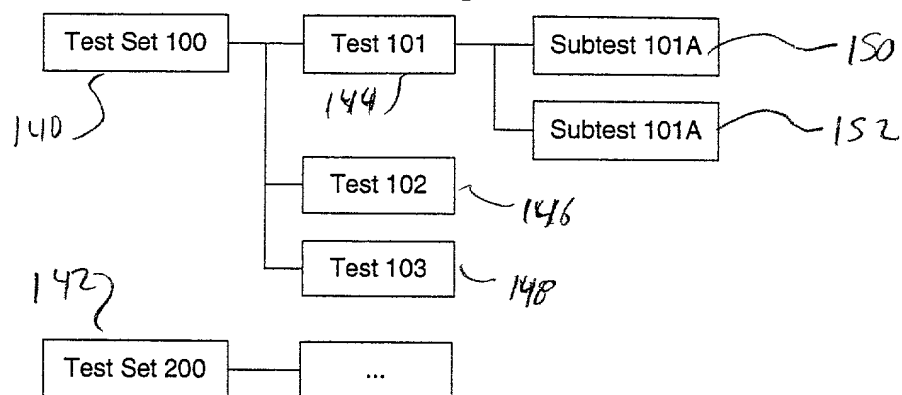 Test Set 100 Test 101 Subtest 101A 150
140 144 Subtest 101A 152
Test 102 146
Test 103 148
142
Test Set 200 ...